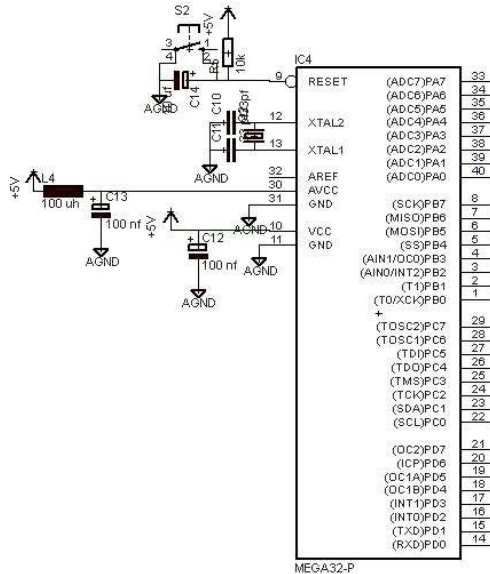 S2
+5V
3
1
4
2
R5
10k
uf
C14
AGND
9
IC4
RESET
C10
12
XTAL2
C11
13
XTAL1
AGND
32
AREF
L4
30
AVCC
+5V
100 uh
C13
100 nf
AGND
31
GND
AGND
+5V
10
VCC
11
GND
C12
100 nf
AGND
AGND
(ADC7)PA7 33
(ADC6)PA6 34
(ADC5)PA5 35
(ADC4)PA4 36
(ADC3)PA3 37
(ADC2)PA2 38
(ADC1)PA1 39
(ADC0)PA0 40
(SCK)PB7 8
(MISO)PB6 7
(MOSI)PB5 6
(SS)PB4 5
(AIN1/OC0)PB3 4
(AIN0/INT2)PB2 3
(T1)PB1 2
(T0/XCK)PB0 1
+
(TOSC2)PC7 29
(TOSC1)PC6 28
(TDI)PC5 27
(TDO)PC4 26
(TMS)PC3 25
(TCK)PC2 24
(SDA)PC1 23
(SCL)PC0 22
(OC2)PD7 21
(ICP)PD6 20
(OC1A)PD5 19
(OC1B)PD4 18
(INT1)PD3 17
(INT0)PD2 16
(TXD)PD1 15
(RXD)PD0 14
MEGA32-P